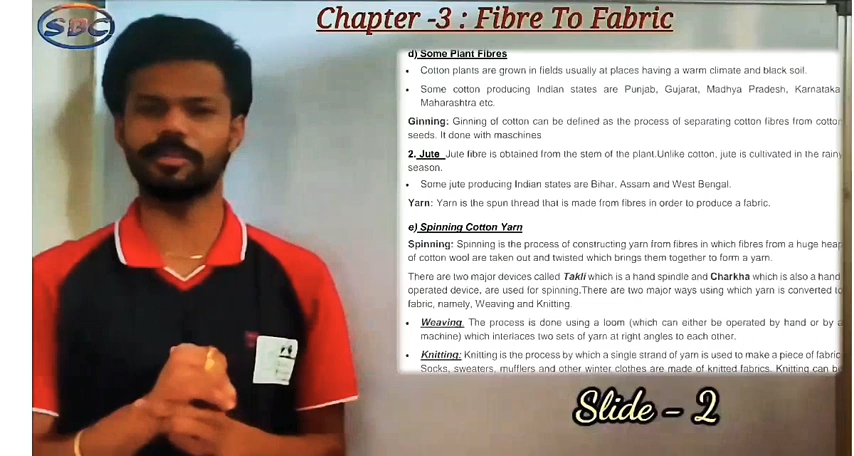 SBC
Chapter -3 : Fibre To Fabric
d) Some Plant Fibres
• Cotton plants are grown in fields usually at places having a warm climate and black soil.
• Some cotton producing Indian states are Punjab, Gujarat, Madhya Pradesh, Karnataka
Maharashtra etc.
Ginning: Ginning of cotton can be defined as the process of separating cotton fibres from cotton
seeds. It done with maschines
2. Jute Jute fibre is obtained from the stem of the plant.Unlike cotton, jute is cultivated in the rainy
season.
• Some jute producing Indian states are Bihar, Assam and West Bengal.
Yarn: Yarn is the spun thread that is made from fibres in order to produce a fabric.
e) Spinning Cotton Yarn
Spinning: Spinning is the process of constructing yarn from fibres in which fibres from a huge heap
of cotton wool are taken out and twisted which brings them together to form a yarn.
There are two major devices called Takli which is a hand spindle and Charkha which is also a hand
operated device, are used for spinning.There are two major ways using which yarn is converted to
fabric, namely, Weaving and Knitting
• Weaving: The process is done using a loom (which can either be operated by hand or by a
machine) which interlaces two sets of yarn at right angles to each other.
• Knitting: Knitting is the process by which a single strand of yarn is used to make a piece of fabric
Socks, sweaters, mufflers and other winter clothes are made of knitted fabrics. Knitting can be
Slide - 2